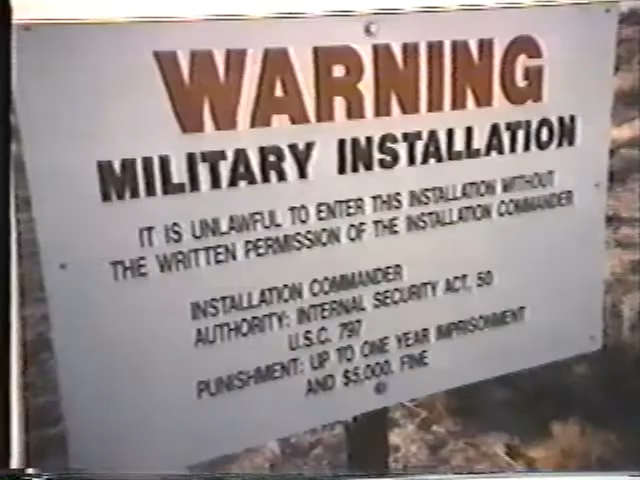 WARNING
MILITARY INSTALLATION
IT IS UNLAWFUL TO ENTER THIS INSTALLATION WITHOUT
THE WRITTEN PERMISSION OF THE INSTALLATION COMMANDER
INSTALLATION COMMANDER
AUTHORITY: INTERNAL SECURITY ACT, 50
U.S.C. 797
PUNISHMENT: UP TO ONE YEAR IMPRISONMENT
AND $5,000. FINE